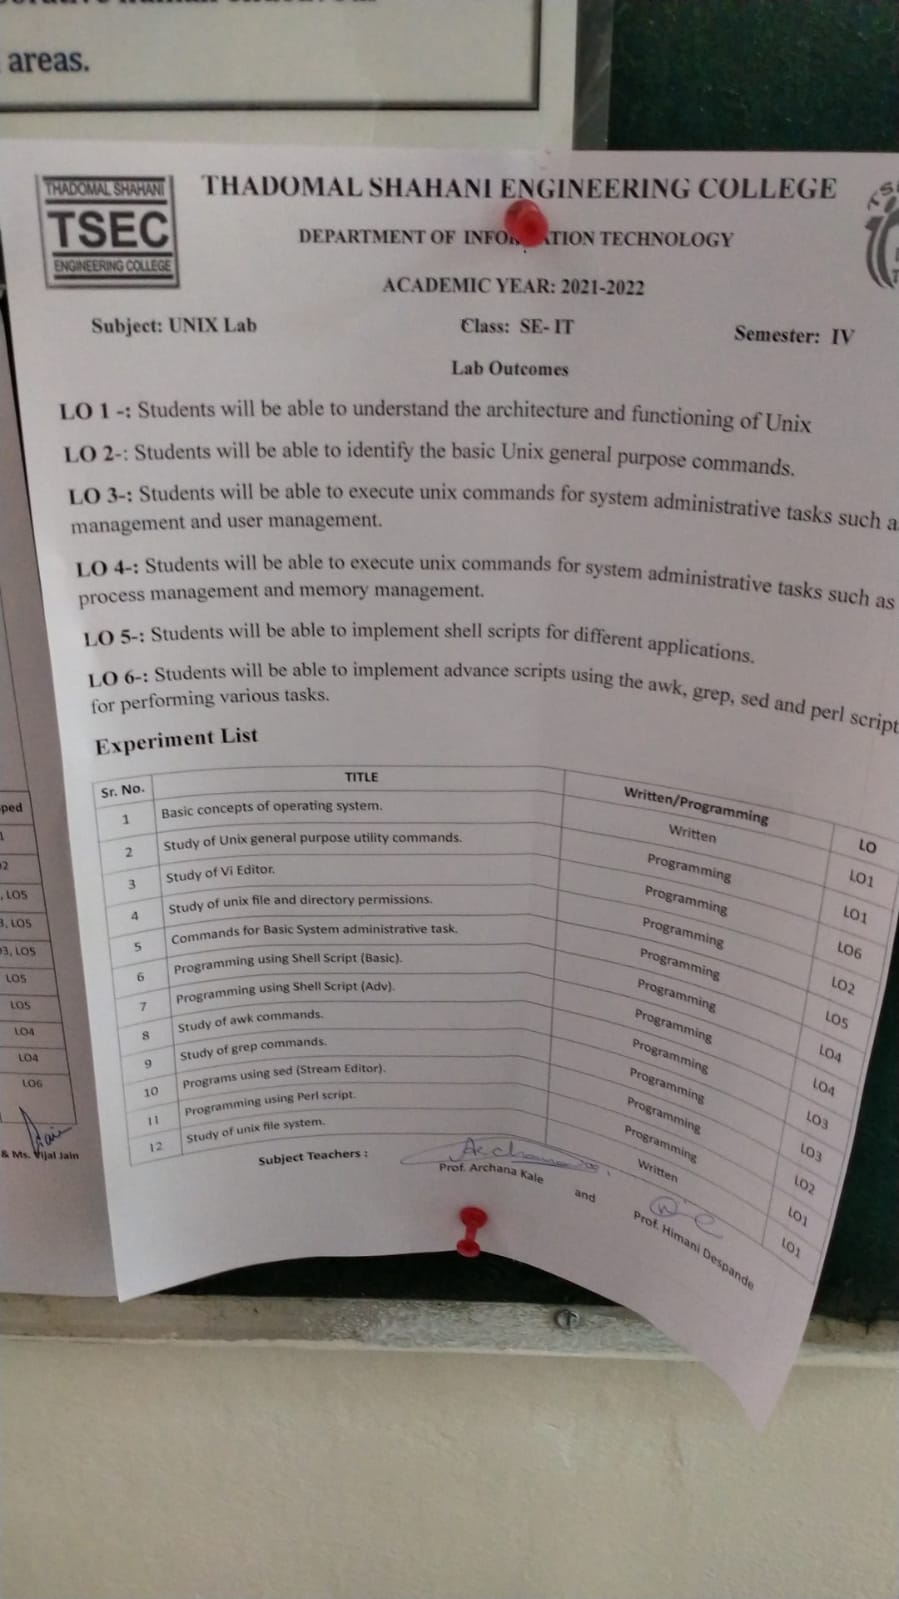 areas.
THADOMAL SHAHANI
TSEC
ENGINEERING COLLEGE
THADOMAL SHAHANI ENGINEERING COLLEGE
DEPARTMENT OF INFO TION TECHNOLOGY
ACADEMIC YEAR: 2021-2022
Subject: UNIX Lab Class: SE- IT Semester: IV
Lab Outcomes
LO 1 -: Students will be able to understand the architecture and functioning of Unix
LO 2-: Students will be able to identify the basic Unix general purpose commands.
LO 3-: Students will be able to execute unix commands for system administrative tasks such a
management and user management.
LO 4-: Students will be able to execute unix commands for system administrative tasks such as
process management and memory management.
LO 5-: Students will be able to implement shell scripts for different applications.
LO 6-: Students will be able to implement advance scripts using the awk, grep, sed and perl script
for performing various tasks.
Experiment List
Sr. No. TITLE Written/Programming LO
1 Basic concepts of operating system. Written LO1
2 Study of Unix general purpose utility commands. Programming LO1
3 Study of Vi Editor. Programming LO6
4 Study of unix file and directory permissions. Programming LO2
5 Commands for Basic System administrative task. Programming LO5
6 Programming using Shell Script (Basic). Programming LO4
7 Programming using Shell Script (Adv). Programming LO4
8 Study of awk commands. Programming LO3
9 Study of grep commands. Programming LO3
10 Programs using sed (Stream Editor). Programming LO2
11 Programming using Perl script. Programming LO1
12 Study of unix file system. Written LO1
Subject Teachers :
Prof. Archana Kale and Prof. Himani Despande
ped
LO5
LO5
LO5
LO5
LO5
LO4
LO4
LO6
& Ms. Vijal Jain